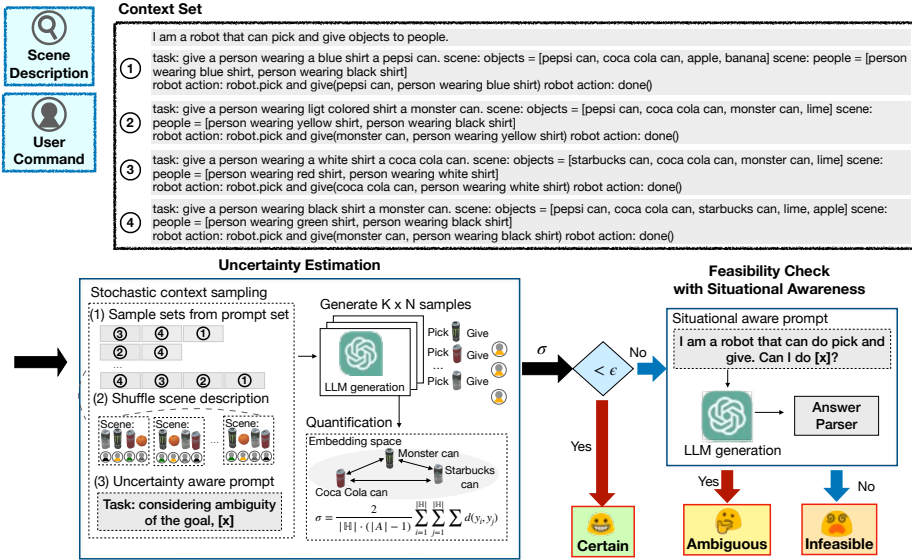 Context Set
Scene
Description
User
Command
I am a robot that can pick and give objects to people.
1
task: give a person wearing a blue shirt a pepsi can. scene: objects = [pepsi can, coca cola can, apple, banana] scene: people = [person
wearing blue shirt, person wearing black shirt]
robot action: robot.pick and give(pepsi can, person wearing blue shirt) robot action: done()
2
task: give a person wearing ligt colored shirt a monster can. scene: objects = [pepsi can, coca cola can, monster can, lime] scene:
people = [person wearing yellow shirt, person wearing black shirt]
robot action: robot.pick and give(monster can, person wearing yellow shirt) robot action: done()
3
task: give a person wearing a white shirt a coca cola can. scene: objects = [starbucks can, coca cola can, monster can, lime] scene:
people = [person wearing red shirt, person wearing white shirt]
robot action: robot.pick and give(coca cola can, person wearing white shirt) robot action: done()
4
task: give a person wearing black shirt a monster can. scene: objects = [pepsi can, coca cola can, starbucks can, lime, apple] scene:
people = [person wearing green shirt, person wearing black shirt]
robot action: robot.pick and give(monster can, person wearing black shirt) robot action: done()
Uncertainty Estimation
Stochastic context sampling
(1) Sample sets from prompt set
3 4 1
2 4
...
4 3 2 1
(2) Shuffle scene description
Scene: Scene: ... Scene:
(3) Uncertainty aware prompt
Task: considering ambiguity
of the goal, [x]
Generate K x N samples
LLM generation
Pick Give
Pick Give
...
Pick Give
Quantification
Embedding space
Monster can
Starbucks
can
Coca Cola can
σ = 2 / (|ℍ| · (|A| − 1)) ∑_{i=1}^{|ℍ|} ∑_{j=1}^{|ℍ|} ∑ d(y_i, y_j)
σ
< ϵ
No
Yes
Certain
Feasibility Check
with Situational Awareness
Situational aware prompt
I am a robot that can do pick and
give. Can I do [x]?
LLM generation
Answer
Parser
Yes
No
Ambiguous
Infeasible